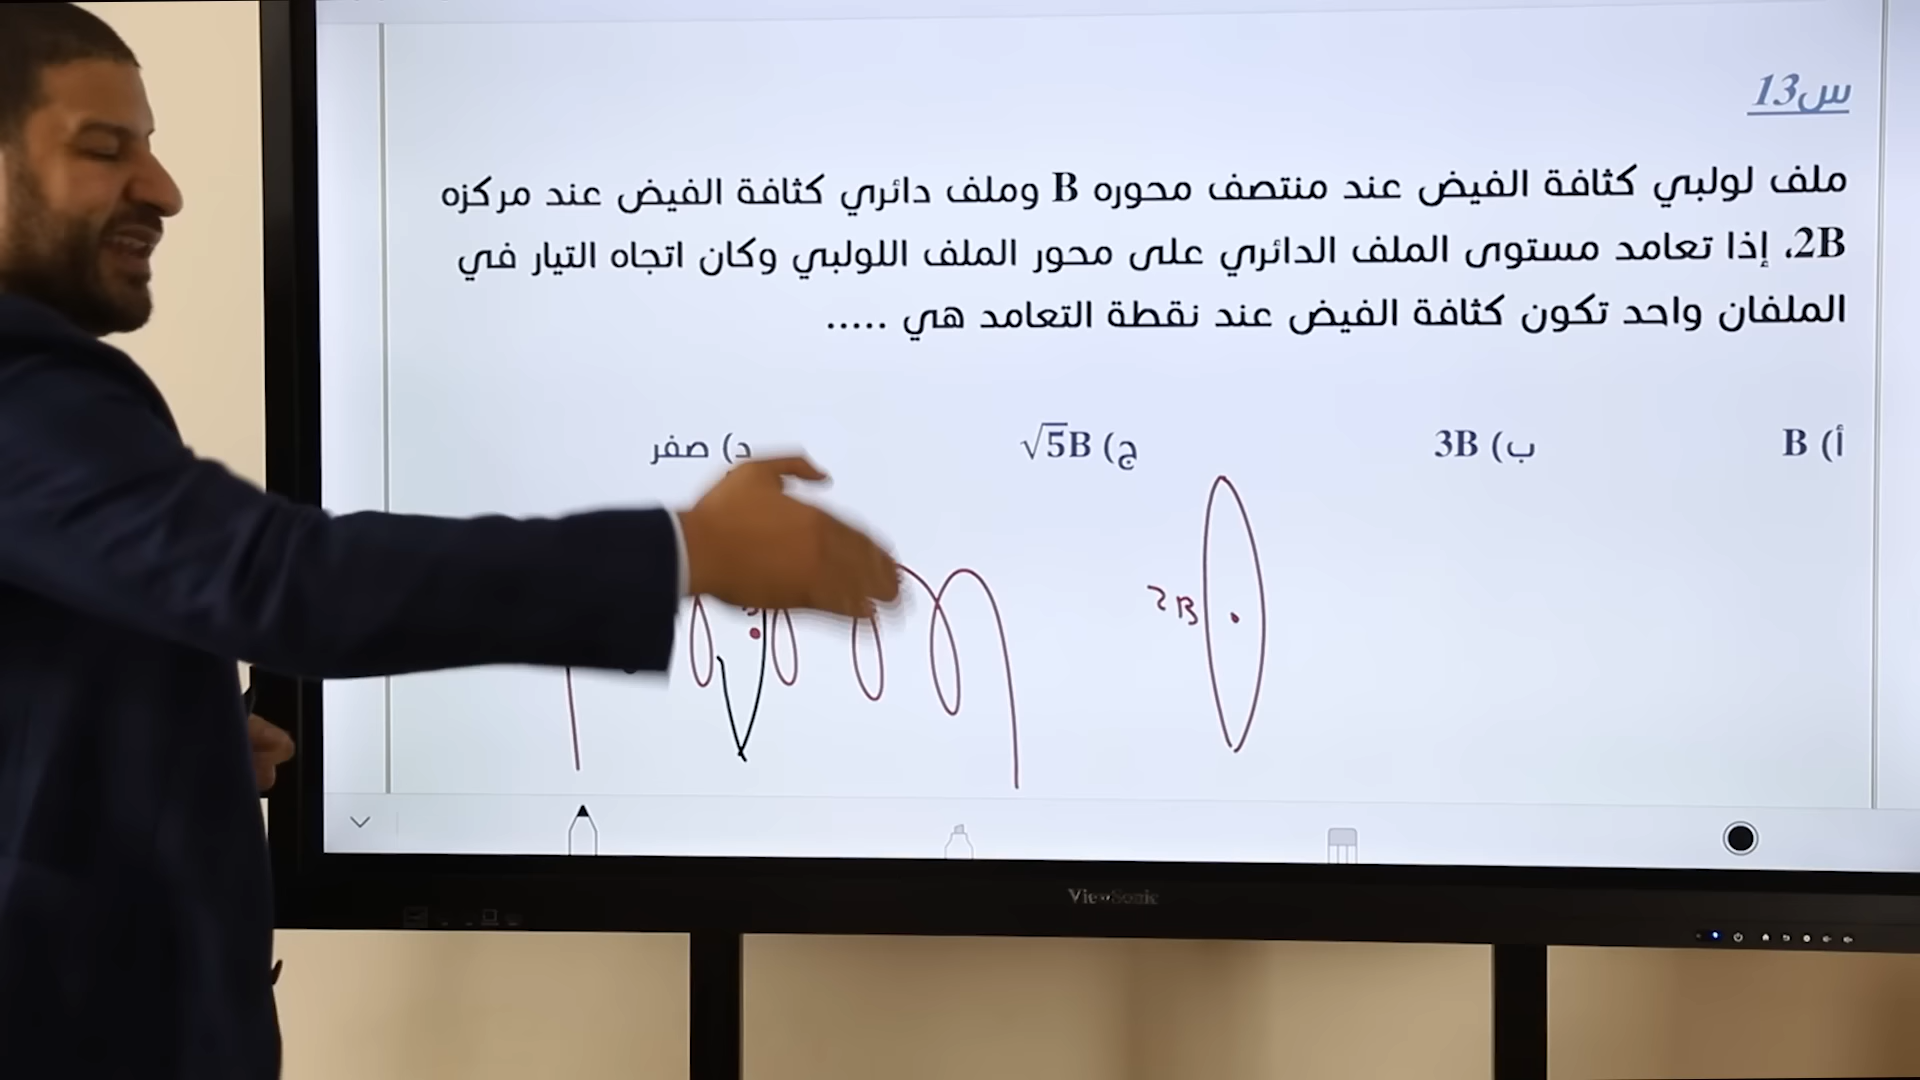 س13
ملف لولبي كثافة الفيض عند منتصف محوره B وملف دائري كثافة الفيض عند مركزه
2B، إذا تعامد مستوى الملف الدائري على محور الملف اللولبي وكان اتجاه التيار في
الملفان واحد تكون كثافة الفيض عند نقطة التعامد هي .....
أ) B ب) 3B ج) √5B د) صفر
2B
ViewSonic